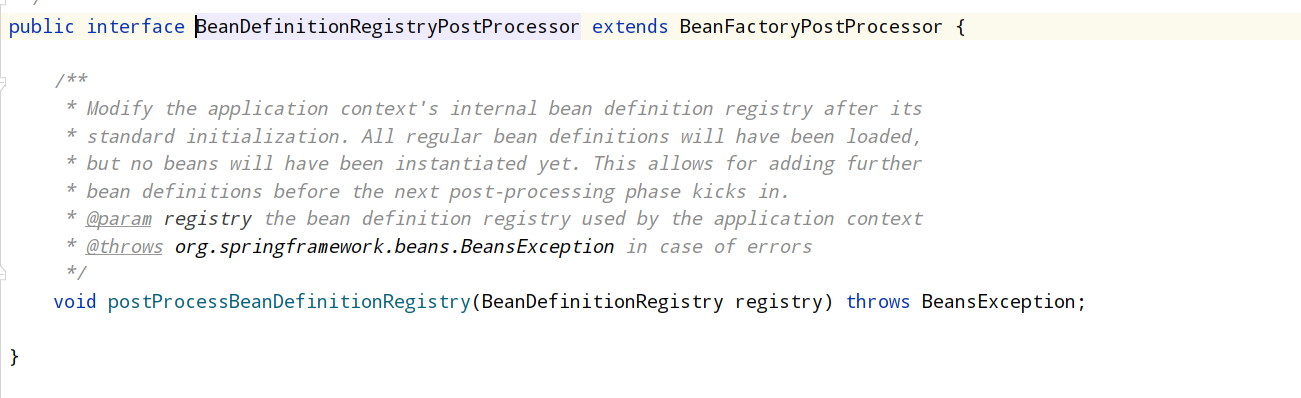 public interface BeanDefinitionRegistryPostProcessor extends BeanFactoryPostProcessor {
/**
* Modify the application context's internal bean definition registry after its
* standard initialization. All regular bean definitions will have been loaded,
* but no beans will have been instantiated yet. This allows for adding further
* bean definitions before the next post-processing phase kicks in.
* @param registry the bean definition registry used by the application context
* @throws org.springframework.beans.BeansException in case of errors
*/
void postProcessBeanDefinitionRegistry(BeanDefinitionRegistry registry) throws BeansException;
}